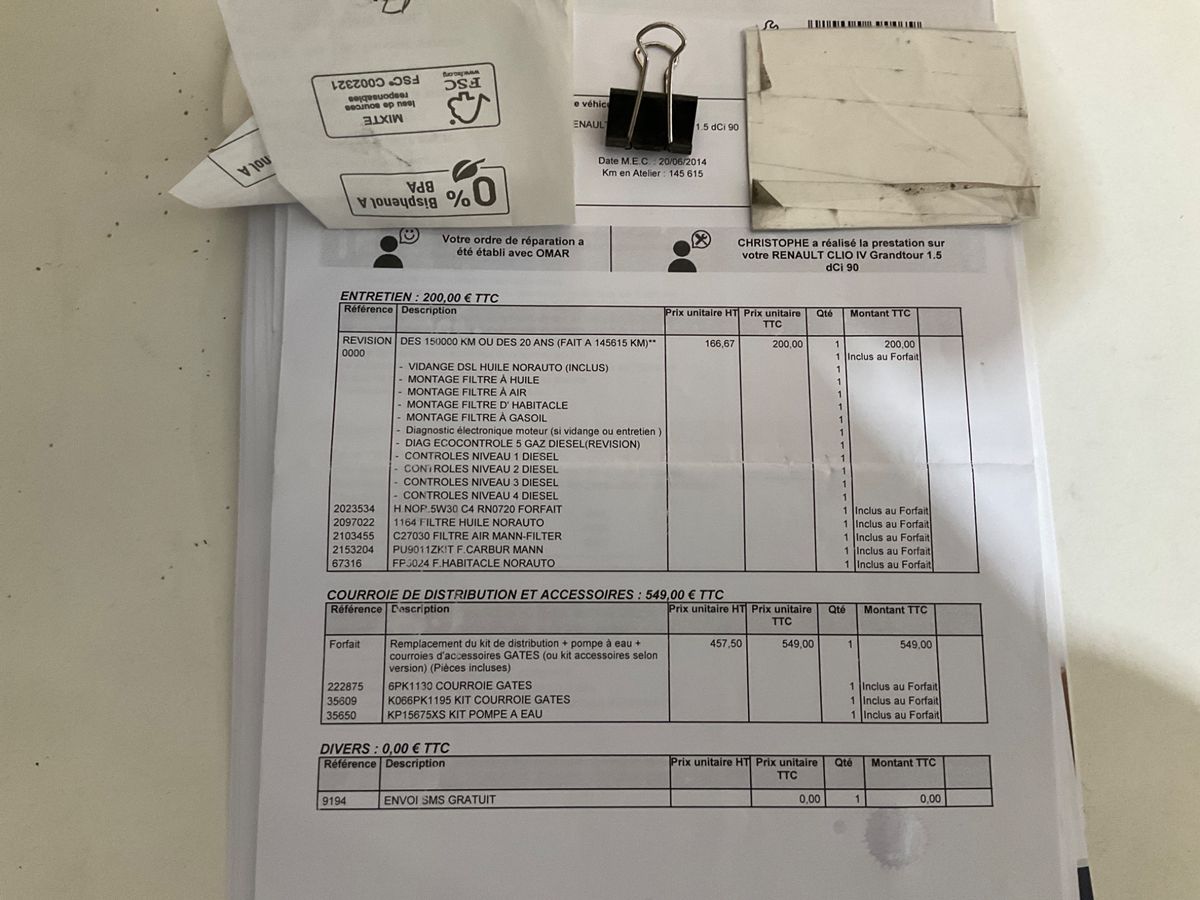 FSC
www.fsc.org
MIXTE
Issu de sources
responsables
FSC® C002321
0%
Bisphenol A
BPA
nol A
e véhic
ENAULT
1.5 dCi 90
Date M.E.C. : 20/06/2014
Km en Atelier : 145 615
Votre ordre de réparation a
été établi avec OMAR
CHRISTOPHE a réalisé la prestation sur
votre RENAULT CLIO IV Grandtour 1.5
dCi 90
ENTRETIEN : 200,00 € TTC
Référence Description Prix unitaire HT Prix unitaire TTC Qté Montant TTC
REVISION DES 150000 KM OU DES 20 ANS (FAIT A 145615 KM)** 166,67 200,00 1 200,00
0000 1 Inclus au Forfait
- VIDANGE DSL HUILE NORAUTO (INCLUS) 1
- MONTAGE FILTRE À HUILE 1
- MONTAGE FILTRE À AIR 1
- MONTAGE FILTRE D' HABITACLE 1
- MONTAGE FILTRE À GASOIL 1
- Diagnostic électronique moteur (si vidange ou entretien ) 1
- DIAG ECOCONTROLE 5 GAZ DIESEL(REVISION) 1
- CONTROLES NIVEAU 1 DIESEL 1
- CONTROLES NIVEAU 2 DIESEL 1
- CONTROLES NIVEAU 3 DIESEL 1
- CONTROLES NIVEAU 4 DIESEL 1
2023534 H.NOP.5W30 C4 RN0720 FORFAIT 1 Inclus au Forfait
2097022 1164 FILTRE HUILE NORAUTO 1 Inclus au Forfait
2103455 C27030 FILTRE AIR MANN-FILTER 1 Inclus au Forfait
2153204 PU9011ZKIT F.CARBUR MANN 1 Inclus au Forfait
67316 FP3024 F.HABITACLE NORAUTO 1 Inclus au Forfait
COURROIE DE DISTRIBUTION ET ACCESSOIRES : 549,00 € TTC
Référence Description Prix unitaire HT Prix unitaire TTC Qté Montant TTC
Forfait Remplacement du kit de distribution + pompe à eau + 457,50 549,00 1 549,00
courroies d'accessoires GATES (ou kit accessoires selon
version) (Pièces incluses)
222875 6PK1130 COURROIE GATES 1 Inclus au Forfait
35609 K066PK1195 KIT COURROIE GATES 1 Inclus au Forfait
35650 KP15675XS KIT POMPE A EAU 1 Inclus au Forfait
DIVERS : 0,00 € TTC
Référence Description Prix unitaire HT Prix unitaire TTC Qté Montant TTC
9194 ENVOI SMS GRATUIT 0,00 1 0,00